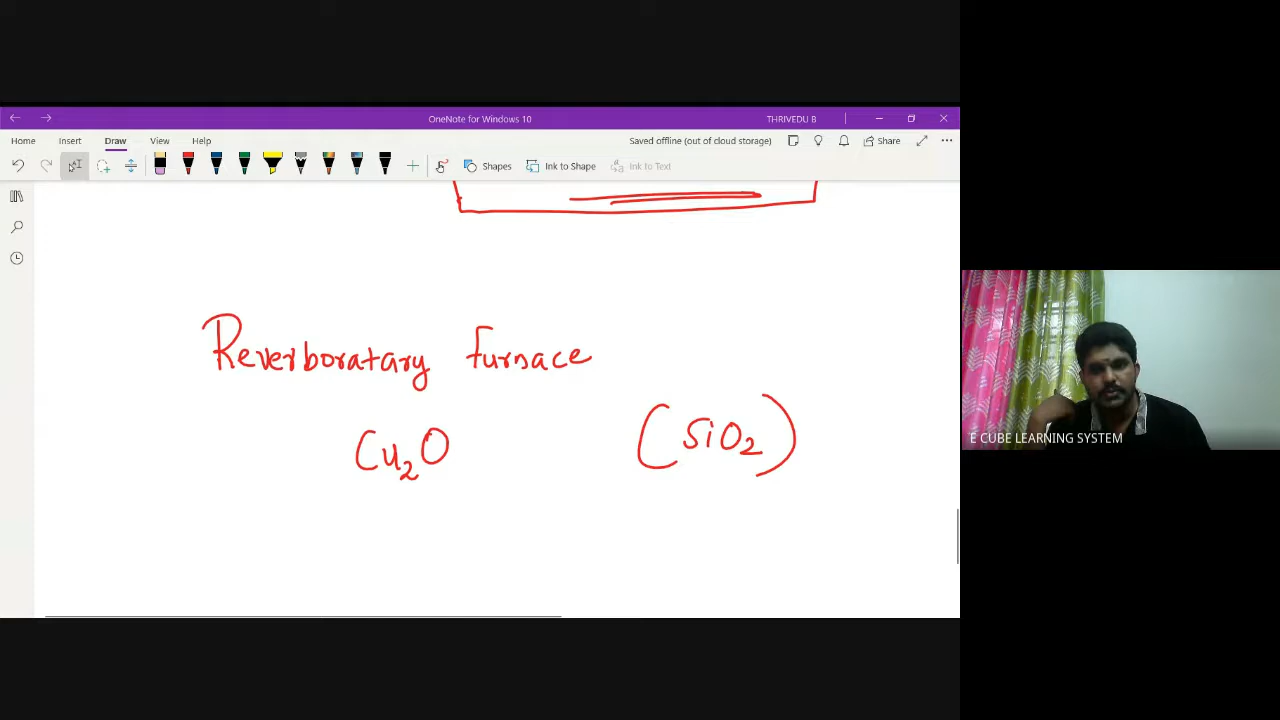 OneNote for Windows 10
THRIVEDU B
Home Insert Draw View Help
Saved offline (out of cloud storage)
Share
Shapes
Ink to Shape
Ink to Text
Reverboratary furnace
Cu₂O (SiO₂)
E CUBE LEARNING SYSTEM